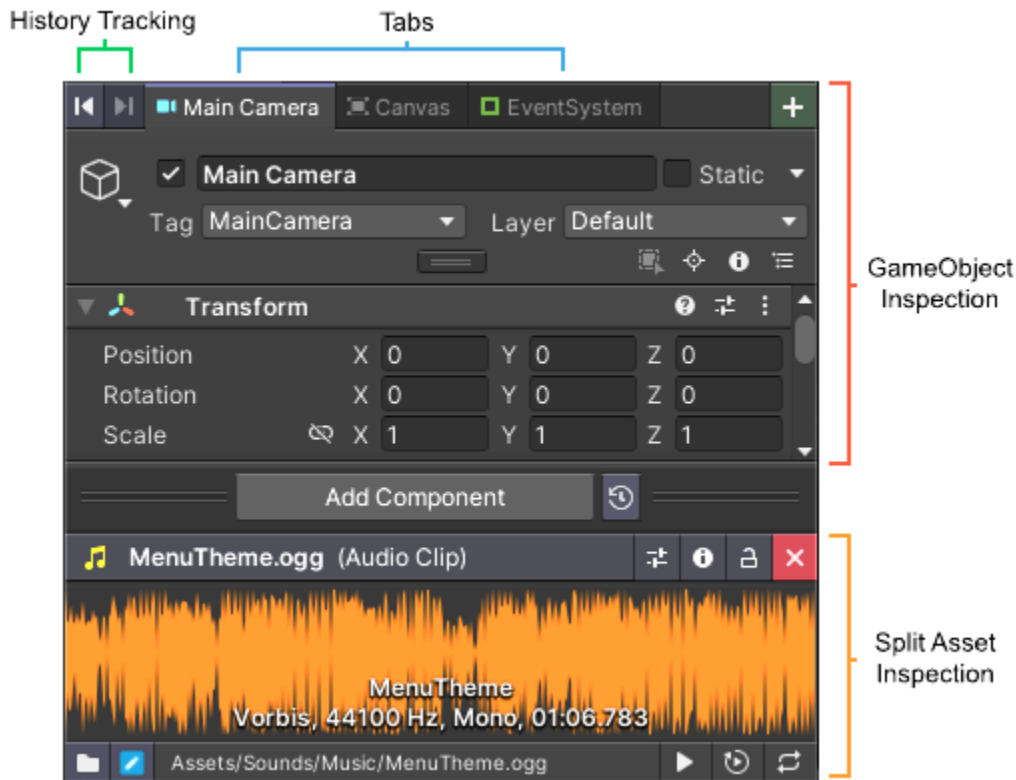 History Tracking
Tabs
Main Camera Canvas EventSystem +
Main Camera Static
Tag MainCamera Layer Default
GameObject
Inspection
Transform
Position X 0 Y 0 Z 0
Rotation X 0 Y 0 Z 0
Scale X 1 Y 1 Z 1
Add Component
MenuTheme.ogg (Audio Clip)
Split Asset
Inspection
MenuTheme
Vorbis, 44100 Hz, Mono, 01:06.783
Assets/Sounds/Music/MenuTheme.ogg